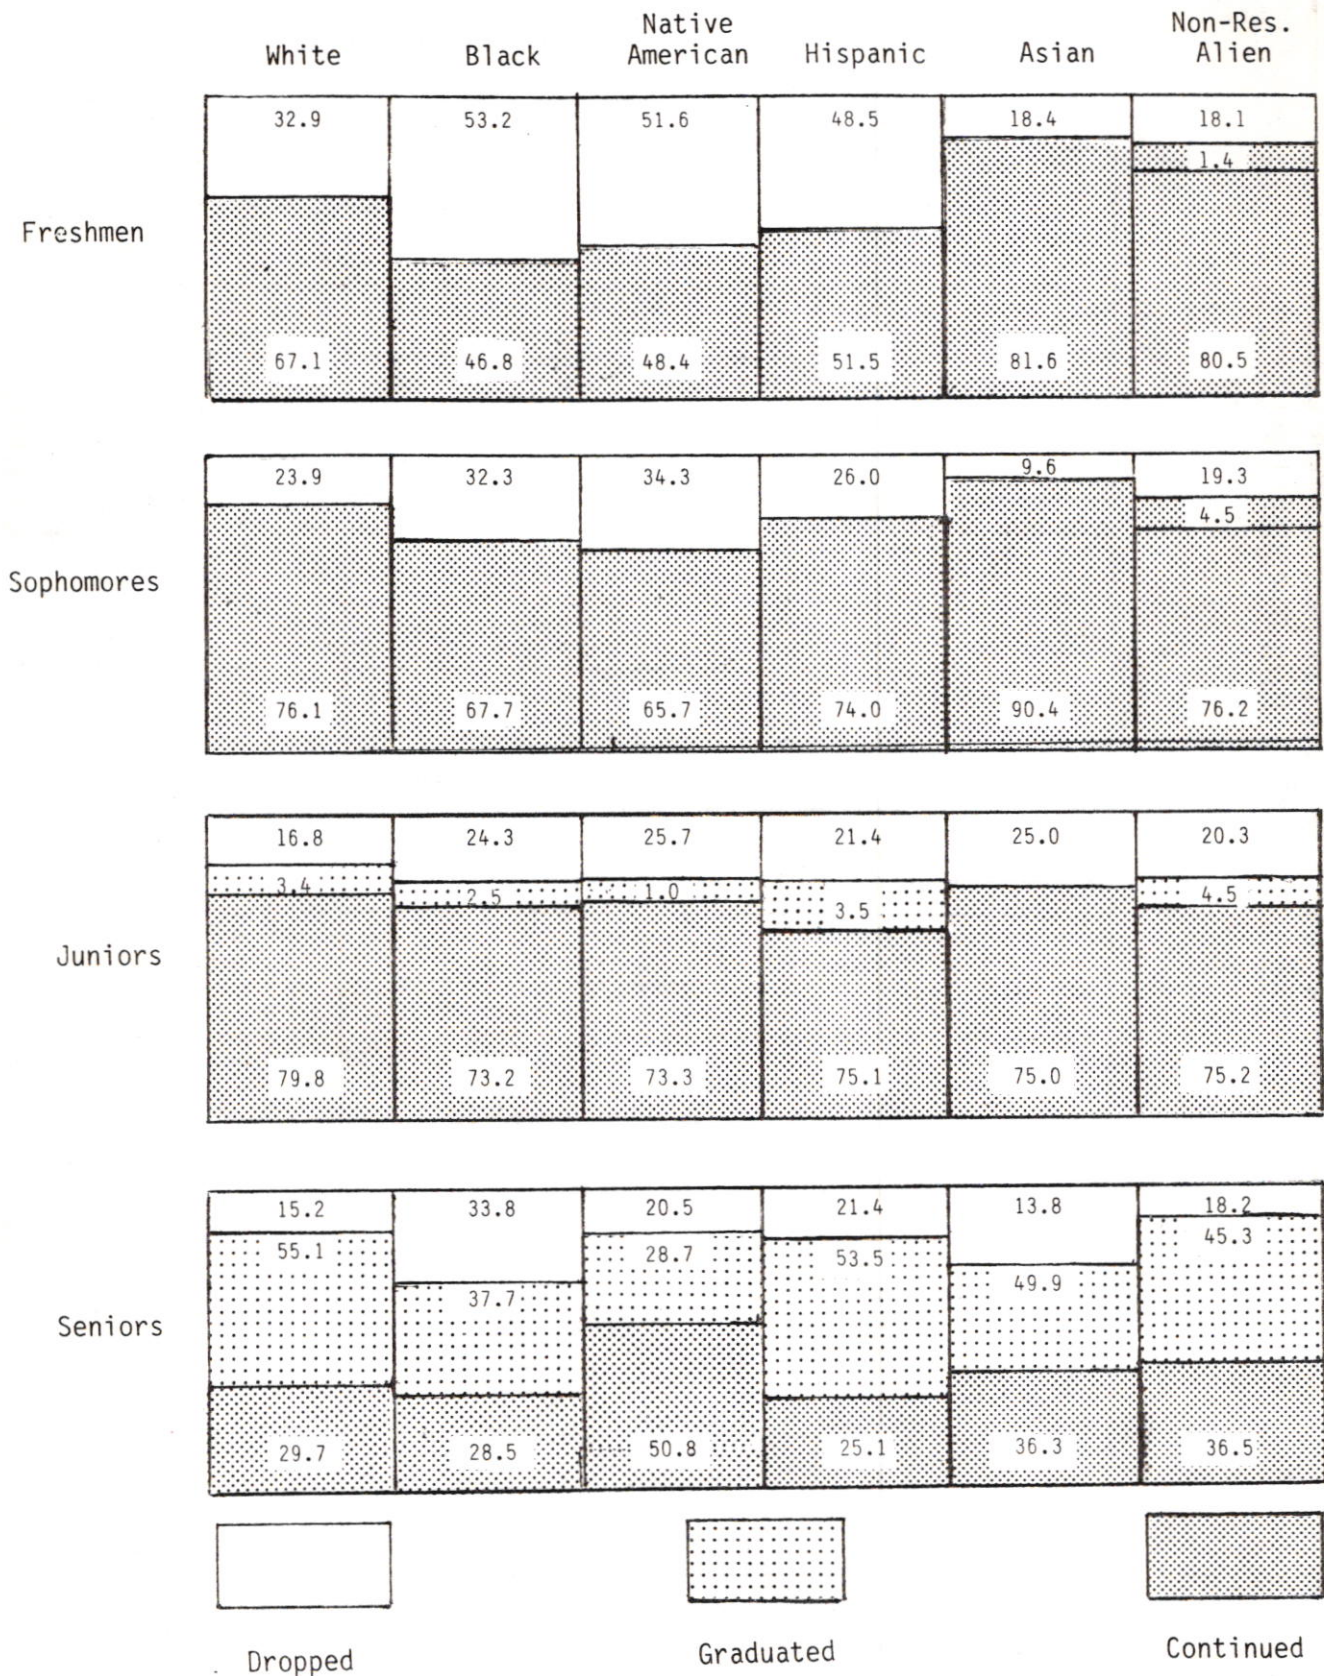 Native Non-Res.
White Black American Hispanic Asian Alien
32.9 53.2 51.6 48.5 18.4 18.1
1.4
Freshmen
67.1 46.8 48.4 51.5 81.6 80.5
23.9 32.3 34.3 26.0 9.6 19.3
4.5
Sophomores
76.1 67.7 65.7 74.0 90.4 76.2
16.8 24.3 25.7 21.4 25.0 20.3
3.4 2.5 1.0 3.5 4.5
Juniors
79.8 73.2 73.3 75.1 75.0 75.2
15.2 33.8 20.5 21.4 13.8 18.2
55.1 37.7 28.7 53.5 49.9 45.3
Seniors
29.7 28.5 50.8 25.1 36.3 36.5
Dropped Graduated Continued